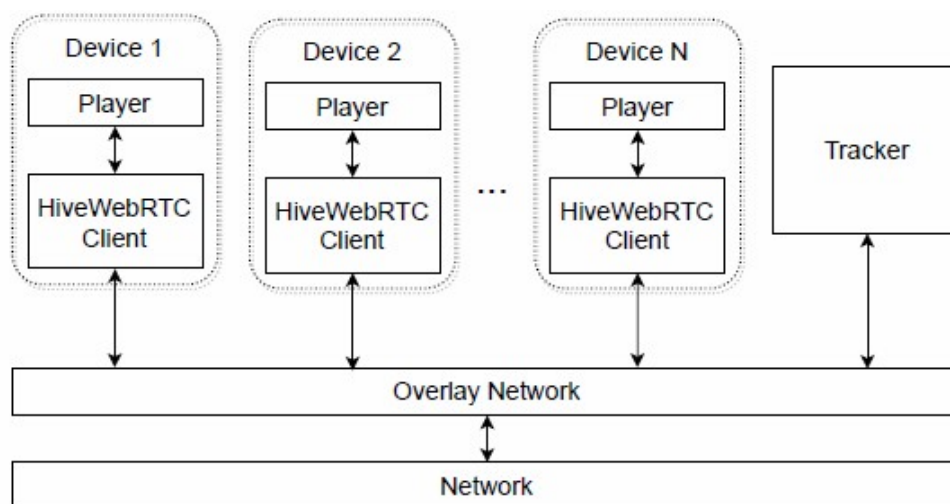 Device 1
Player
HiveWebRTC
Client
Device 2
Player
HiveWebRTC
Client
...
Device N
Player
HiveWebRTC
Client
Tracker
Overlay Network
Network